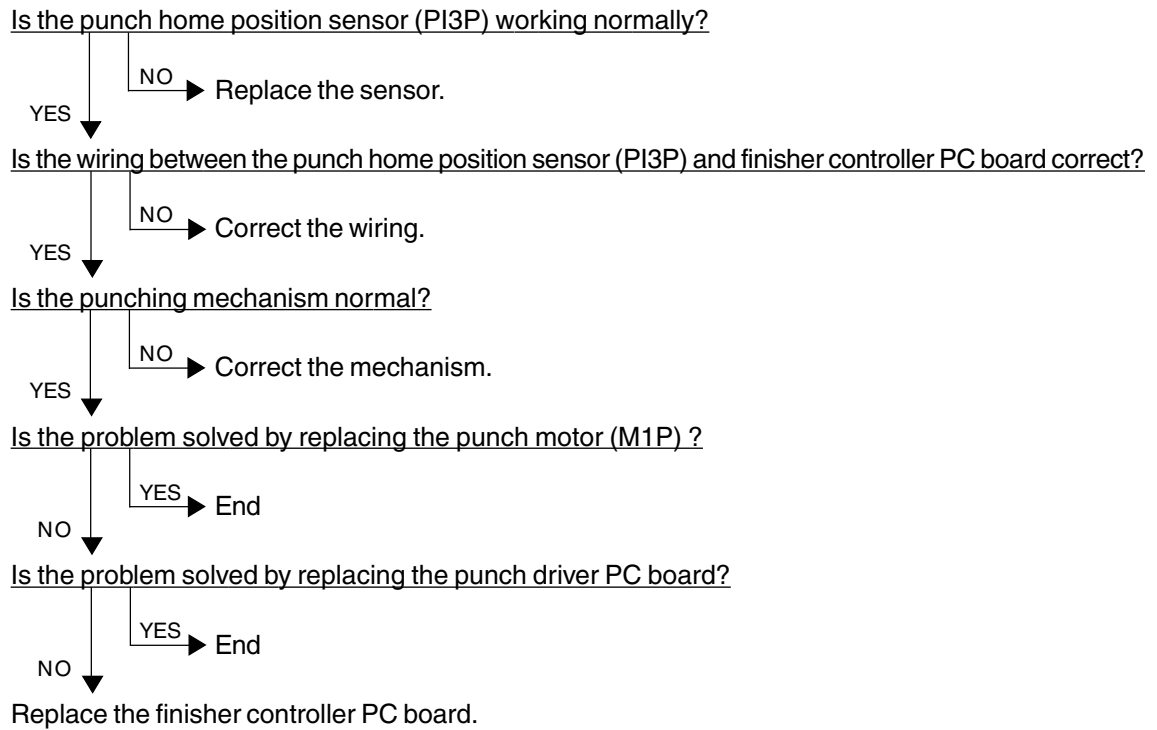 Is the punch home position sensor (PI3P) working normally?
NO
Replace the sensor.
YES
Is the wiring between the punch home position sensor (PI3P) and finisher controller PC board correct?
NO
Correct the wiring.
YES
Is the punching mechanism normal?
NO
Correct the mechanism.
YES
Is the problem solved by replacing the punch motor (M1P) ?
YES
End
NO
Is the problem solved by replacing the punch driver PC board?
YES
End
NO
Replace the finisher controller PC board.